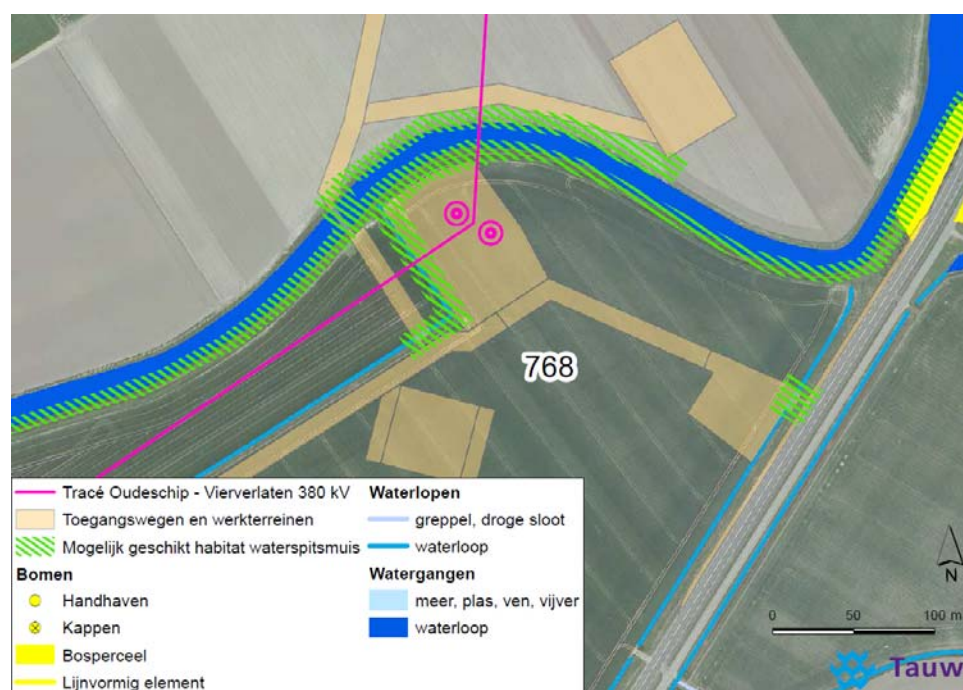 768
Tracé Oudeschip - Vierverlaten 380 kV
Toegangswegen en werkterreinen
Mogelijk geschikt habitat waterspitsmuis
Bomen
Handhaven
Kappen
Bosperceel
Lijnvormig element
Waterlopen
greppel, droge sloot
waterloop
Watergangen
meer, plas, ven, vijver
waterloop
N
0 50 100 m
Tauw